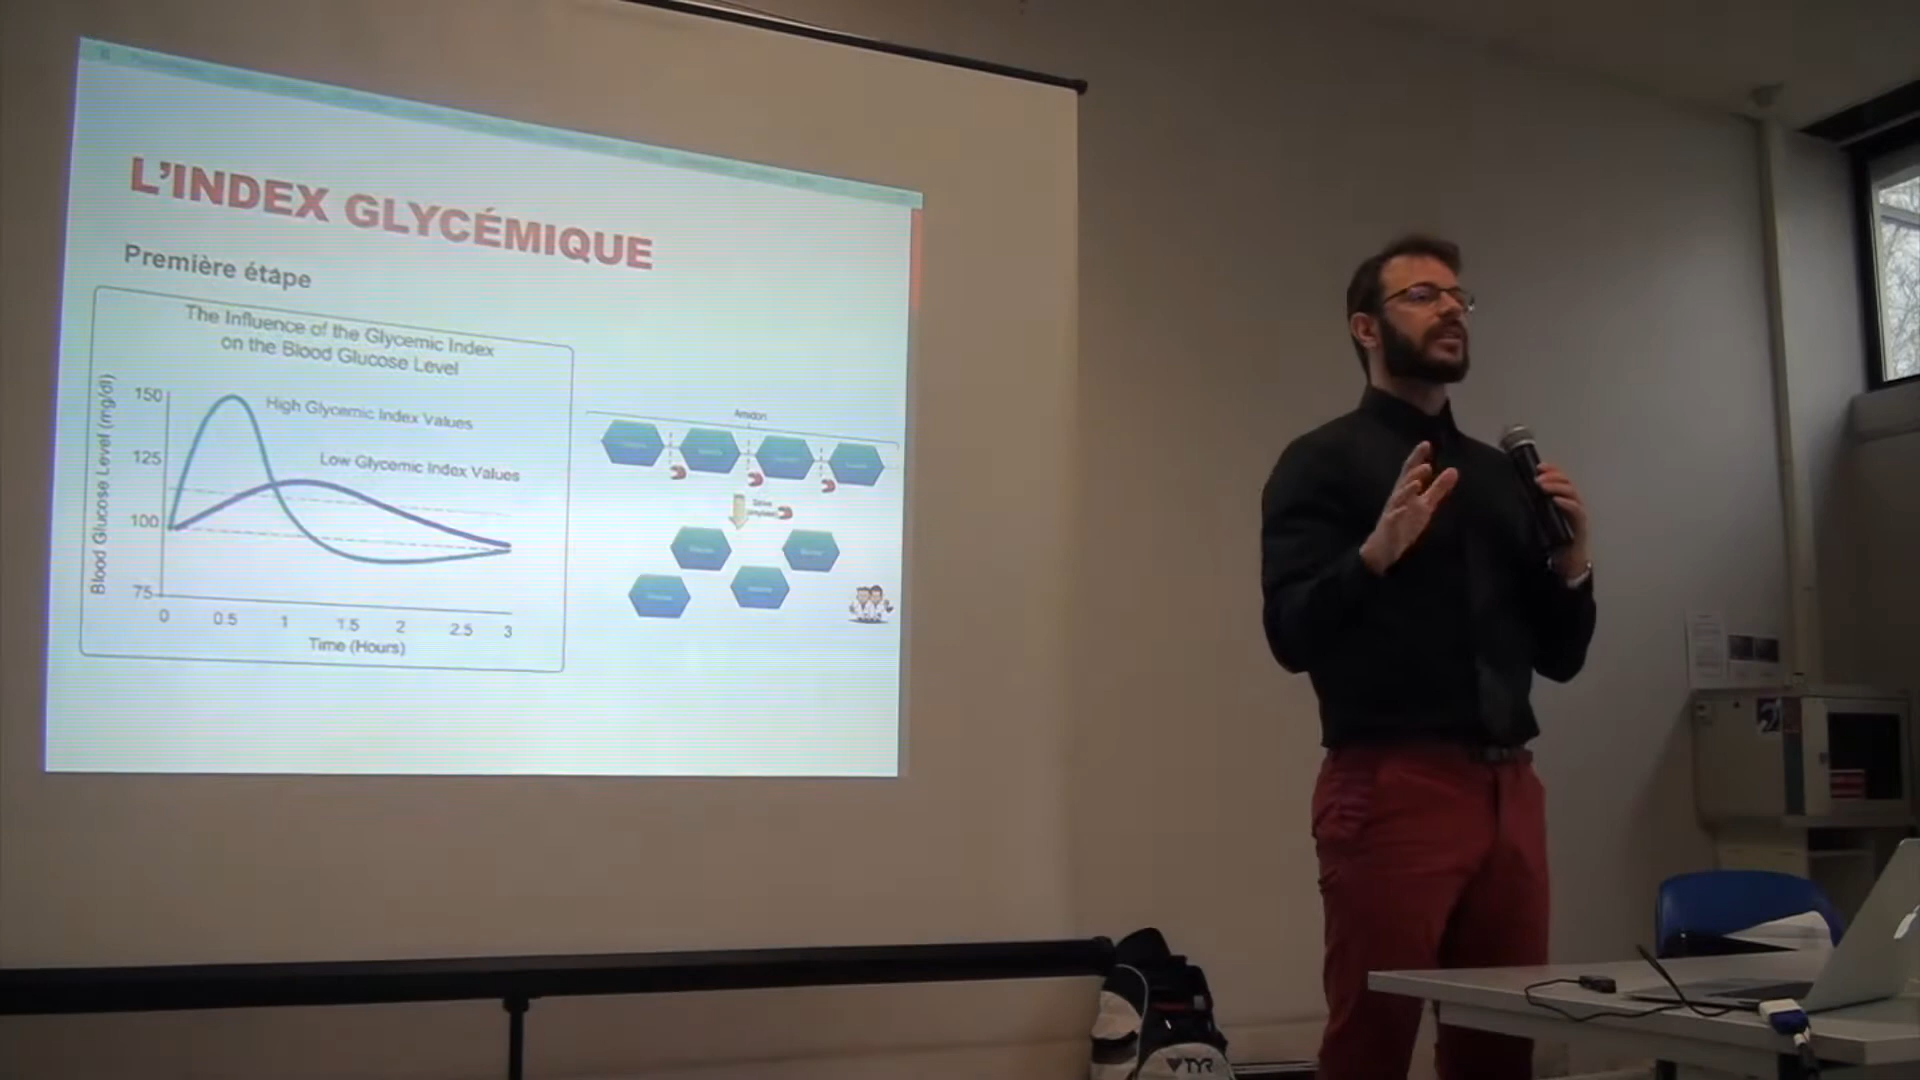 L'INDEX GLYCÉMIQUE
Première étape
The Influence of the Glycemic Index
on the Blood Glucose Level
Blood Glucose Level (mg/dl)
150
125
100
75
High Glycemic Index Values
Low Glycemic Index Values
0 0.5 1 1.5 2 2.5 3
Time (Hours)
Amidon
TYR